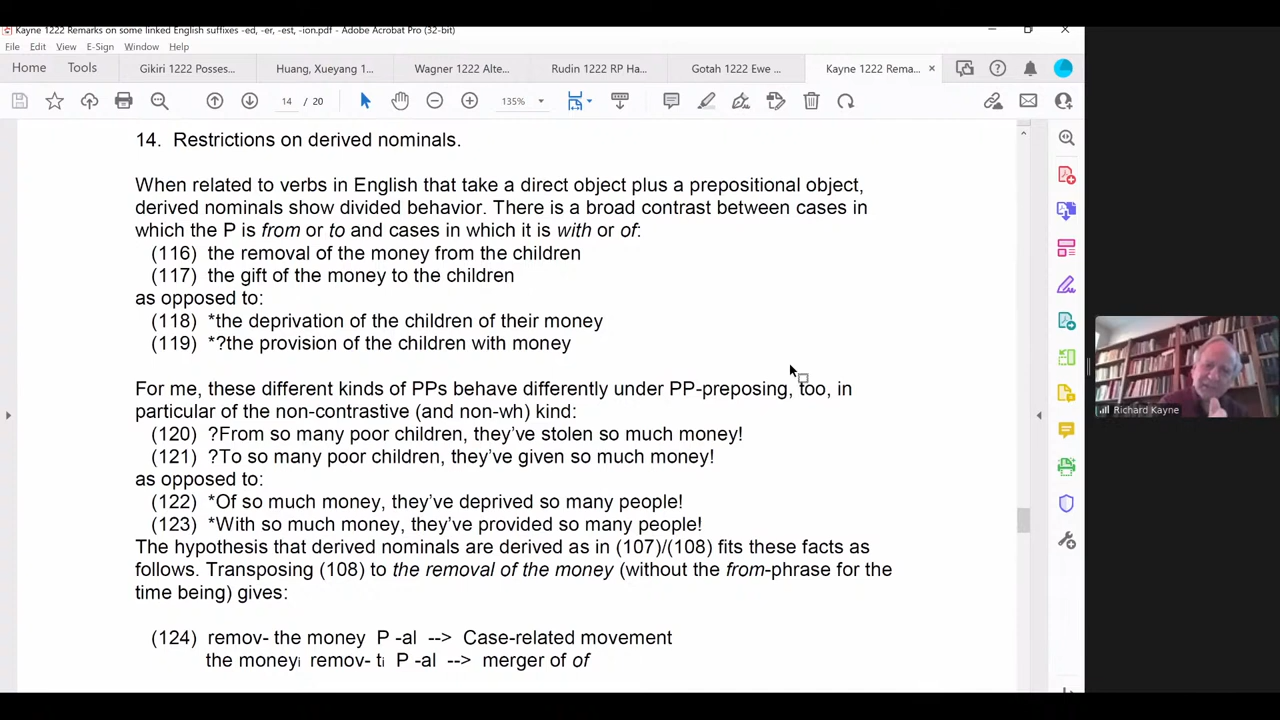 Kayne 1222 Remarks on some linked English suffixes -ed, -er, -est, -ion.pdf - Adobe Acrobat Pro (32-bit)
File Edit View E-Sign Window Help
Home Tools Gikiri 1222 Posses... Huang, Xueyang 1... Wagner 1222 Alte... Rudin 1222 RP Ha... Gotah 1222 Ewe ... Kayne 1222 Rema... ×
14 / 20 135%
14. Restrictions on derived nominals.
When related to verbs in English that take a direct object plus a prepositional object,
derived nominals show divided behavior. There is a broad contrast between cases in
which the P is from or to and cases in which it is with or of:
(116) the removal of the money from the children
(117) the gift of the money to the children
as opposed to:
(118) *the deprivation of the children of their money
(119) *?the provision of the children with money
For me, these different kinds of PPs behave differently under PP-preposing, too, in
particular of the non-contrastive (and non-wh) kind:
(120) ?From so many poor children, they've stolen so much money!
(121) ?To so many poor children, they've given so much money!
as opposed to:
(122) *Of so much money, they've deprived so many people!
(123) *With so much money, they've provided so many people!
The hypothesis that derived nominals are derived as in (107)/(108) fits these facts as
follows. Transposing (108) to the removal of the money (without the from-phrase for the
time being) gives:
(124) remov- the money P -al --> Case-related movement
the moneyi remov- ti P -al --> merger of of
Richard Kayne